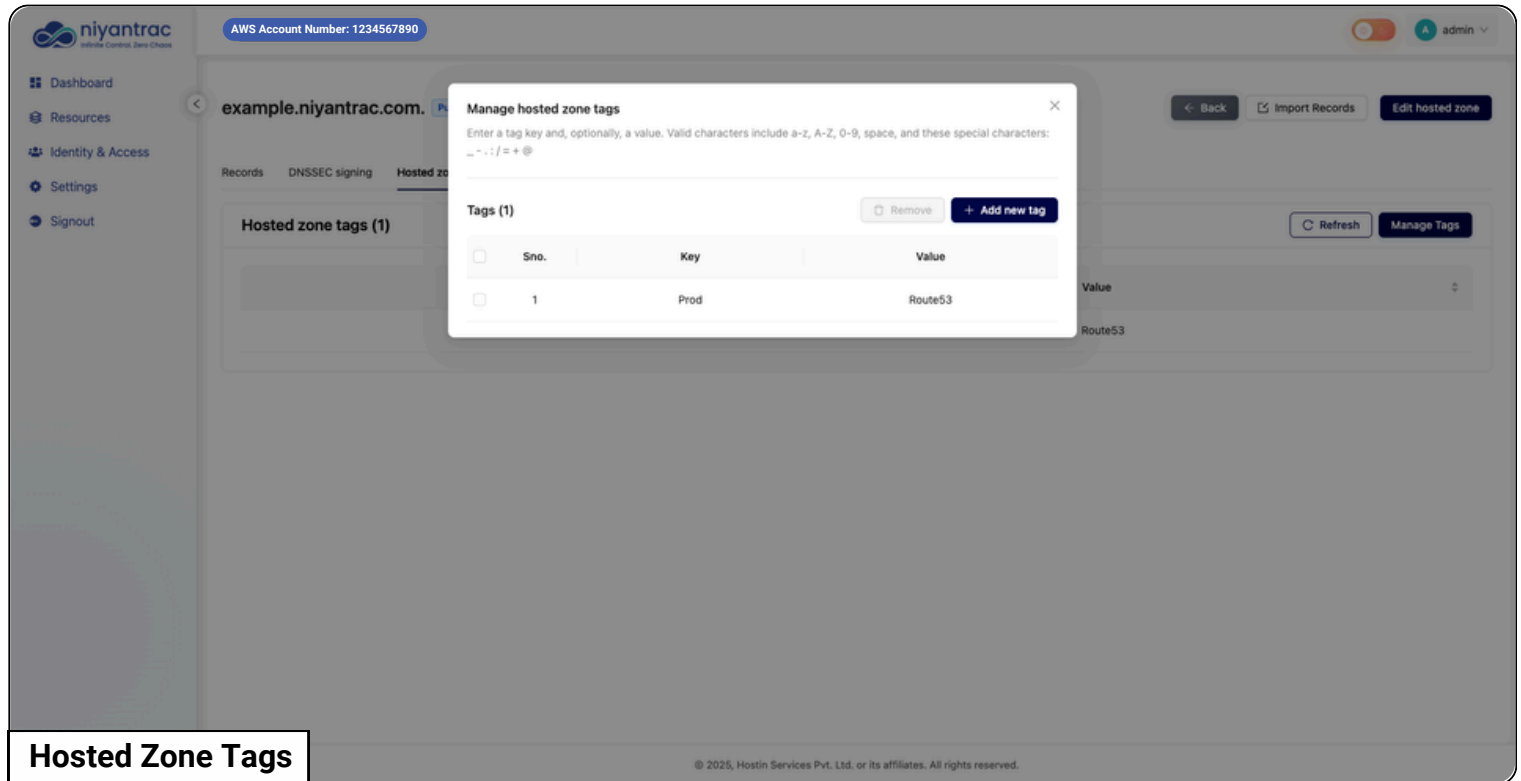 niyantrac
Infinite Control. Zero Chaos
AWS Account Number: 1234567890
A admin
Dashboard
Resources
Identity & Access
Settings
Signout
example.niyantrac.com.
Back
Import Records
Edit hosted zone
Records
DNSSEC signing
Hosted zo
Hosted zone tags (1)
Refresh
Manage Tags
Value
Route53
Manage hosted zone tags
Enter a tag key and, optionally, a value. Valid characters include a-z, A-Z, 0-9, space, and these special characters:
_ - . : / = + @
Tags (1)
Remove
+ Add new tag
Sno. Key Value
1 Prod Route53
© 2025, Hostin Services Pvt. Ltd. or its affiliates. All rights reserved.
Hosted Zone Tags